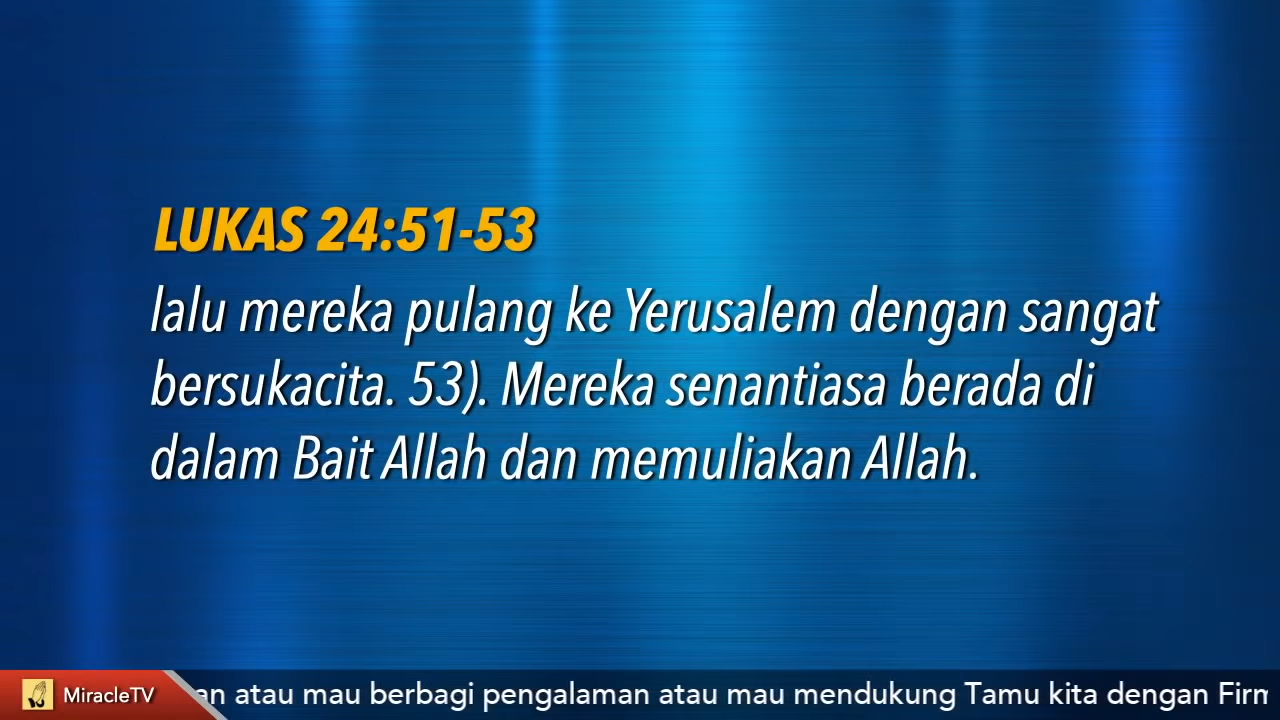 LUKAS 24:51-53
lalu mereka pulang ke Yerusalem dengan sangat
bersukacita. 53). Mereka senantiasa berada di
dalam Bait Allah dan memuliakan Allah.
MiracleTV
atau mau berbagi pengalaman atau mau mendukung Tamu kita dengan